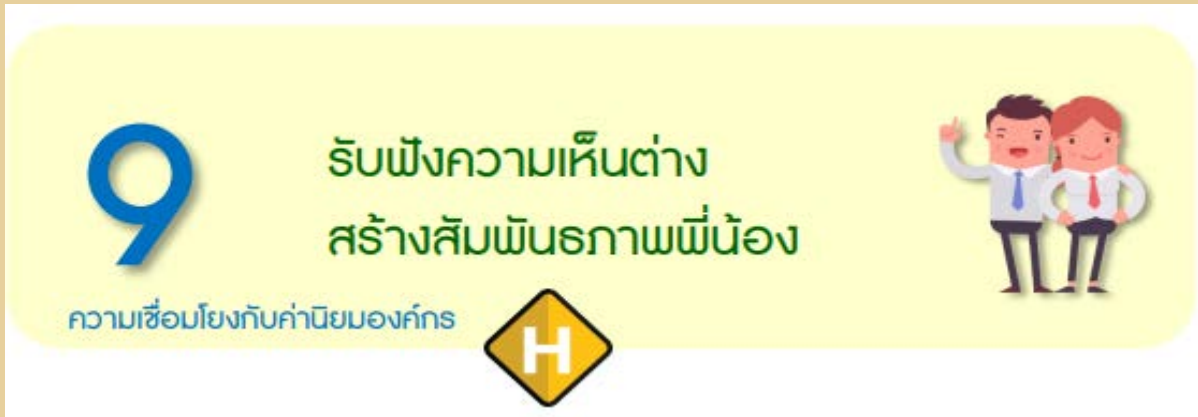 9
รับฟังความเห็นต่าง
สร้างสัมพันธภาพพี่น้อง
ความเชื่อมโยงกับค่านิยมองค์กร
H